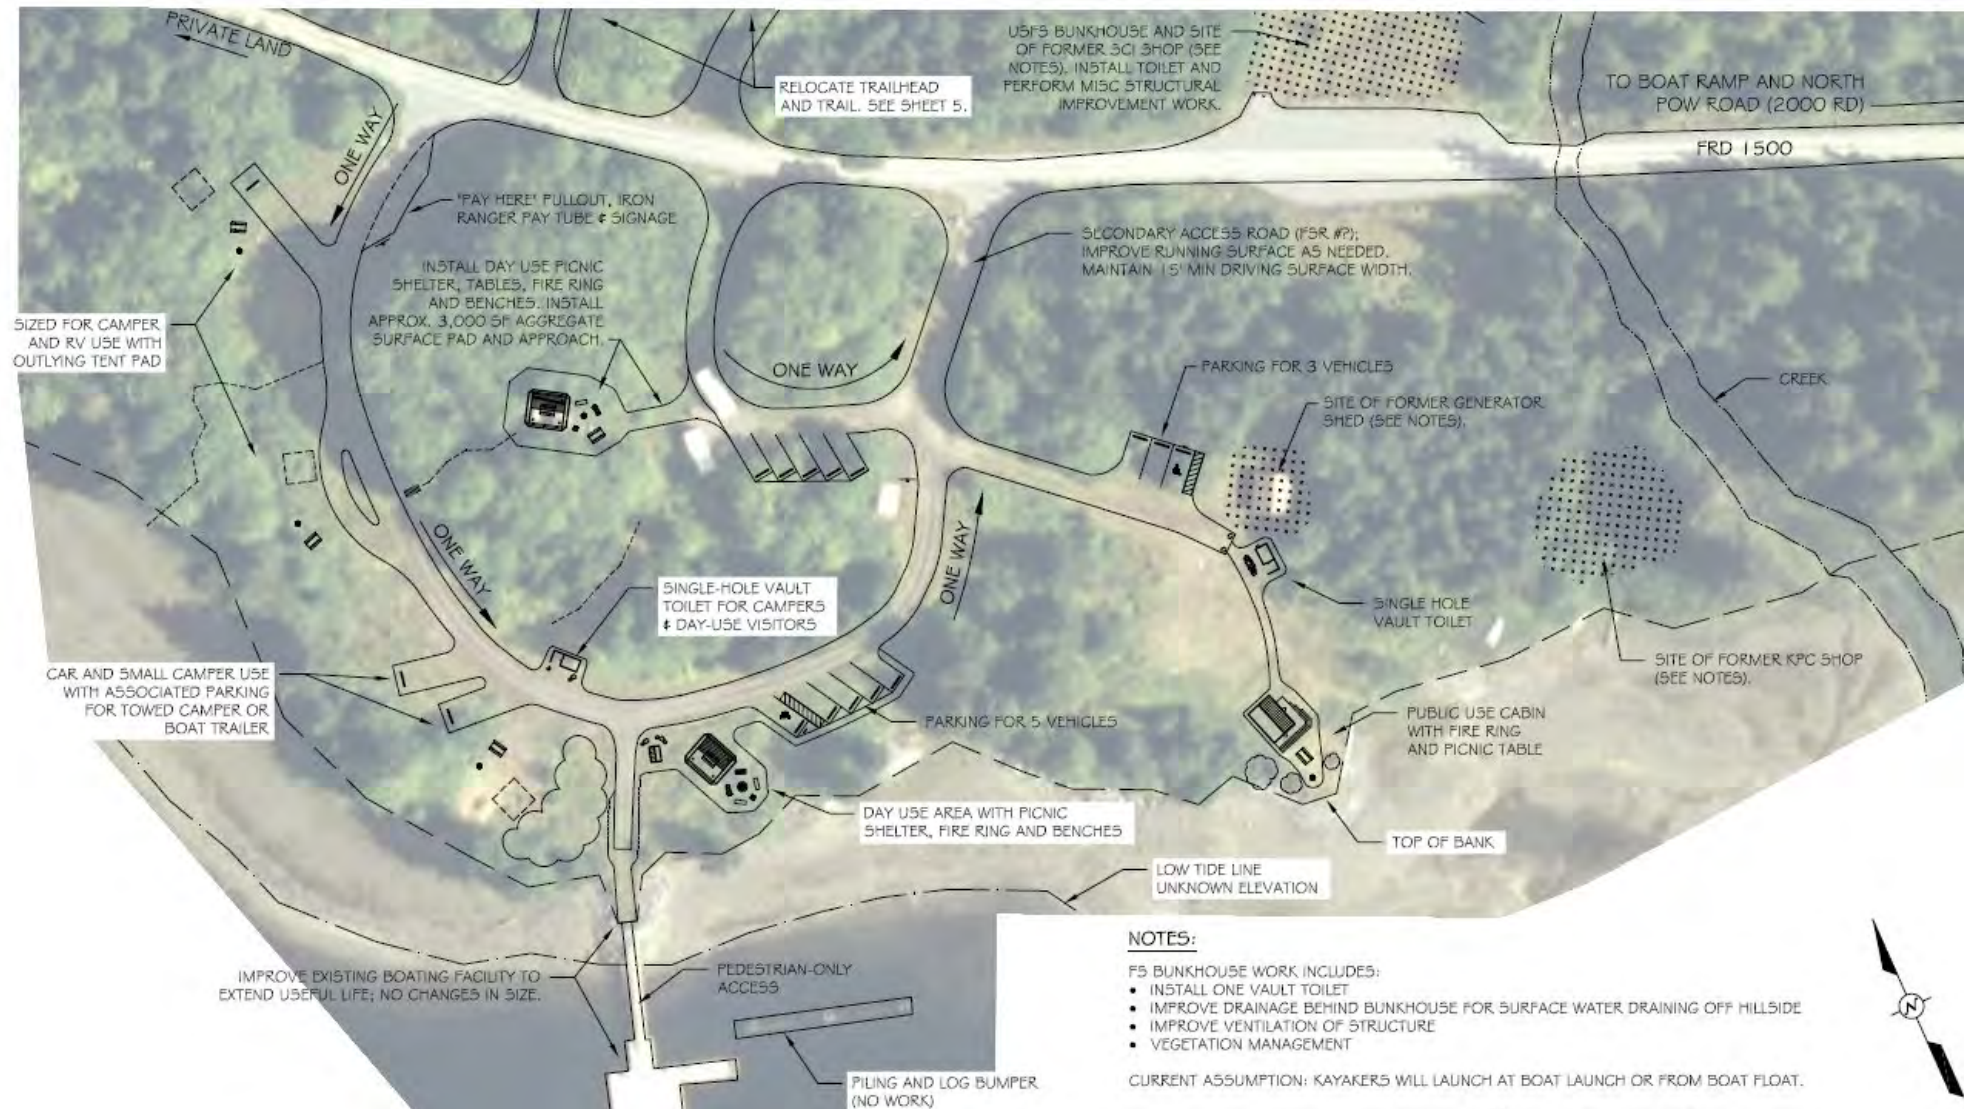 PRIVATE LAND
RELOCATE TRAILHEAD
AND TRAIL. SEE SHEET 5.
USFS BUNKHOUSE AND SITE
OF FORMER SCI SHOP (SEE
NOTES). INSTALL TOILET AND
PERFORM MISC STRUCTURAL
IMPROVEMENT WORK.
TO BOAT RAMP AND NORTH
POW ROAD (2000 RD)
FRD 1500
ONE WAY
'PAY HERE' PULLOUT, IRON
RANGER PAY TUBE & SIGNAGE
INSTALL DAY USE PICNIC
SHELTER, TABLES, FIRE RING
AND BENCHES. INSTALL
APPROX. 3,000 SF AGGREGATE
SURFACE PAD AND APPROACH.
SECONDARY ACCESS ROAD (FSR #?);
IMPROVE RUNNING SURFACE AS NEEDED.
MAINTAIN 15' MIN DRIVING SURFACE WIDTH.
SIZED FOR CAMPER
AND RV USE WITH
OUTLYING TENT PAD
ONE WAY
PARKING FOR 3 VEHICLES
CREEK
SITE OF FORMER GENERATOR
SHED (SEE NOTES).
ONE WAY
ONE WAY
SINGLE-HOLE VAULT
TOILET FOR CAMPERS
& DAY-USE VISITORS
SINGLE HOLE
VAULT TOILET
SITE OF FORMER KPC SHOP
(SEE NOTES).
CAR AND SMALL CAMPER USE
WITH ASSOCIATED PARKING
FOR TOWED CAMPER OR
BOAT TRAILER
PARKING FOR 5 VEHICLES
PUBLIC USE CABIN
WITH FIRE RING
AND PICNIC TABLE
DAY USE AREA WITH PICNIC
SHELTER, FIRE RING AND BENCHES
TOP OF BANK
LOW TIDE LINE
UNKNOWN ELEVATION
IMPROVE EXISTING BOATING FACILITY TO
EXTEND USEFUL LIFE; NO CHANGES IN SIZE.
PEDESTRIAN-ONLY
ACCESS
PILING AND LOG BUMPER
(NO WORK)
NOTES:
FS BUNKHOUSE WORK INCLUDES:
• INSTALL ONE VAULT TOILET
• IMPROVE DRAINAGE BEHIND BUNKHOUSE FOR SURFACE WATER DRAINING OFF HILLSIDE
• IMPROVE VENTILATION OF STRUCTURE
• VEGETATION MANAGEMENT
CURRENT ASSUMPTION: KAYAKERS WILL LAUNCH AT BOAT LAUNCH OR FROM BOAT FLOAT.
N